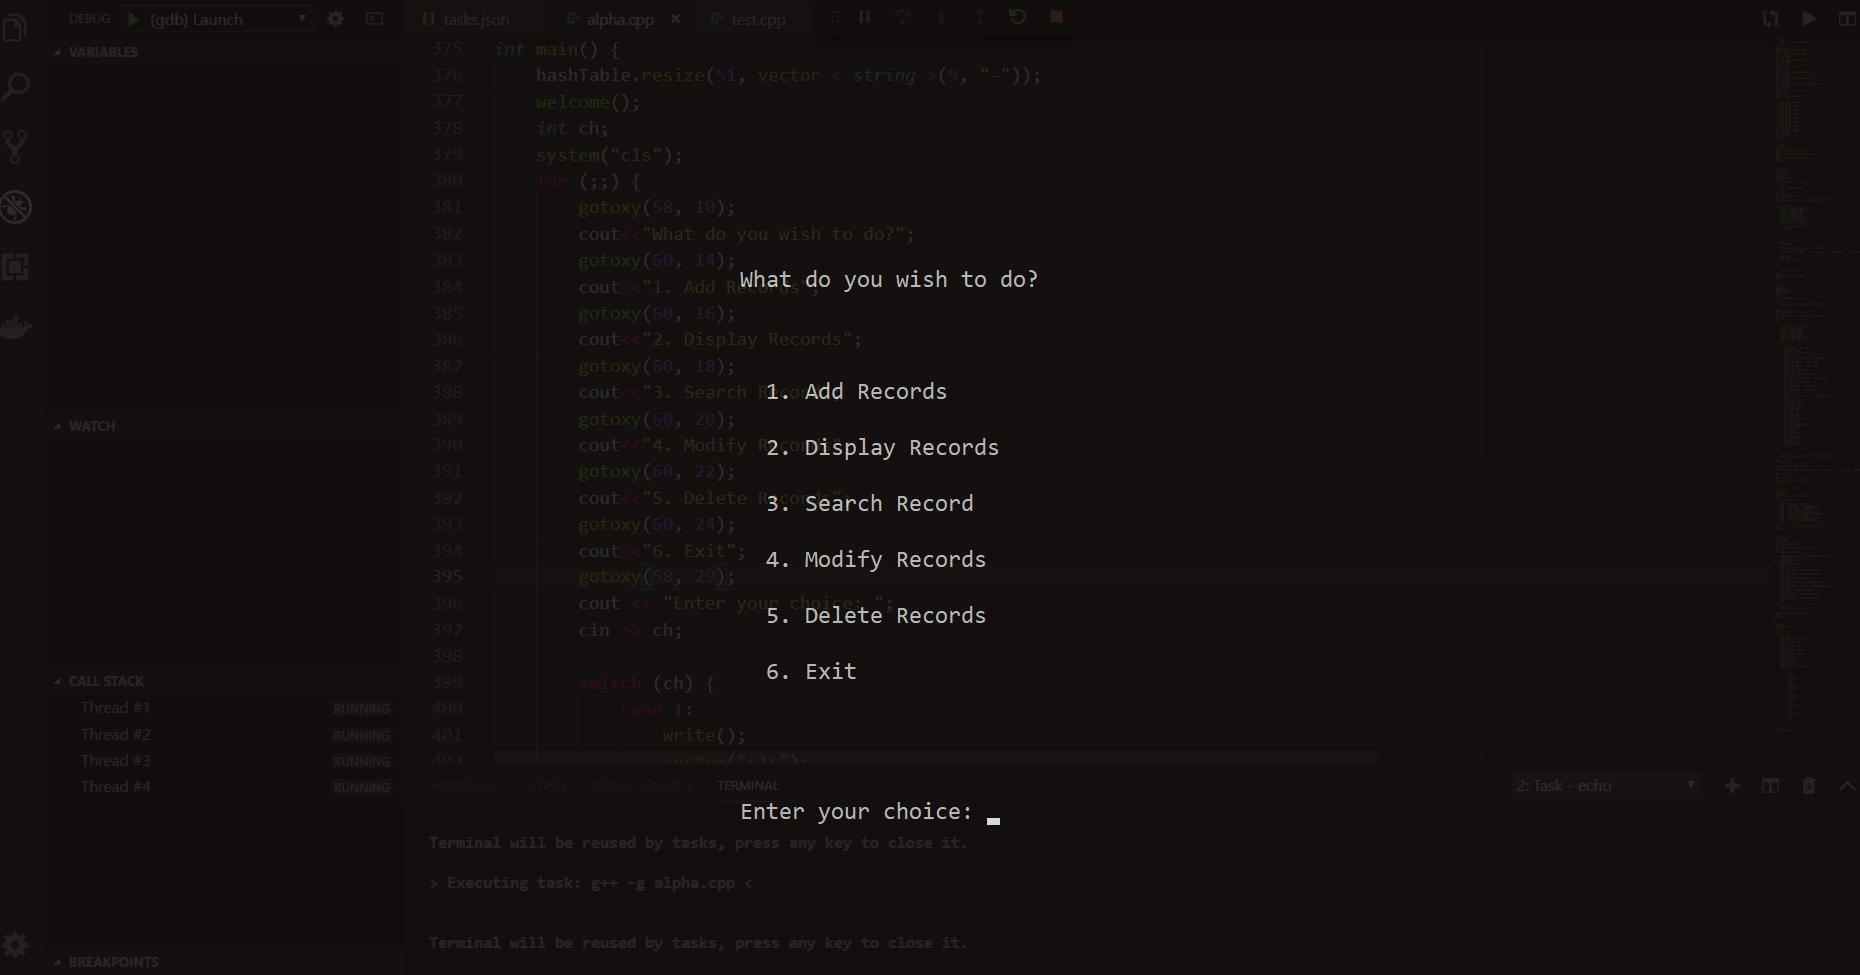 DEBUG (gdb) Launch
tasks.json alpha.cpp × test.cpp
VARIABLES
WATCH
CALL STACK
Thread #1 RUNNING
Thread #2 RUNNING
Thread #3 RUNNING
Thread #4 RUNNING
BREAKPOINTS
375 int main() {
376 hashTable.resize(51, vector < string >(9, "-"));
377 welcome();
378 int ch;
379 system("cls");
380 for (;;) {
381 gotoxy(58, 10);
382 cout<<"What do you wish to do?";
383 gotoxy(60, 14);
384 cout<<"1. Add Records";
385 gotoxy(60, 16);
386 cout<<"2. Display Records";
387 gotoxy(60, 18);
388 cout<<"3. Search Record";
389 gotoxy(60, 20);
390 cout<<"4. Modify Records";
391 gotoxy(60, 22);
392 cout<<"5. Delete Records";
393 gotoxy(60, 24);
394 cout<<"6. Exit";
395 gotoxy(58, 29);
396 cout << "Enter your choice: ";
397 cin >> ch;
398
399 switch (ch) {
400 case 1:
401 write();
402 system("cls");
What do you wish to do?
1. Add Records
2. Display Records
3. Search Record
4. Modify Records
5. Delete Records
6. Exit
Enter your choice: _
PROBLEMS OUTPUT DEBUG CONSOLE TERMINAL 2: Task - echo
Terminal will be reused by tasks, press any key to close it.
> Executing task: g++ -g alpha.cpp <
Terminal will be reused by tasks, press any key to close it.